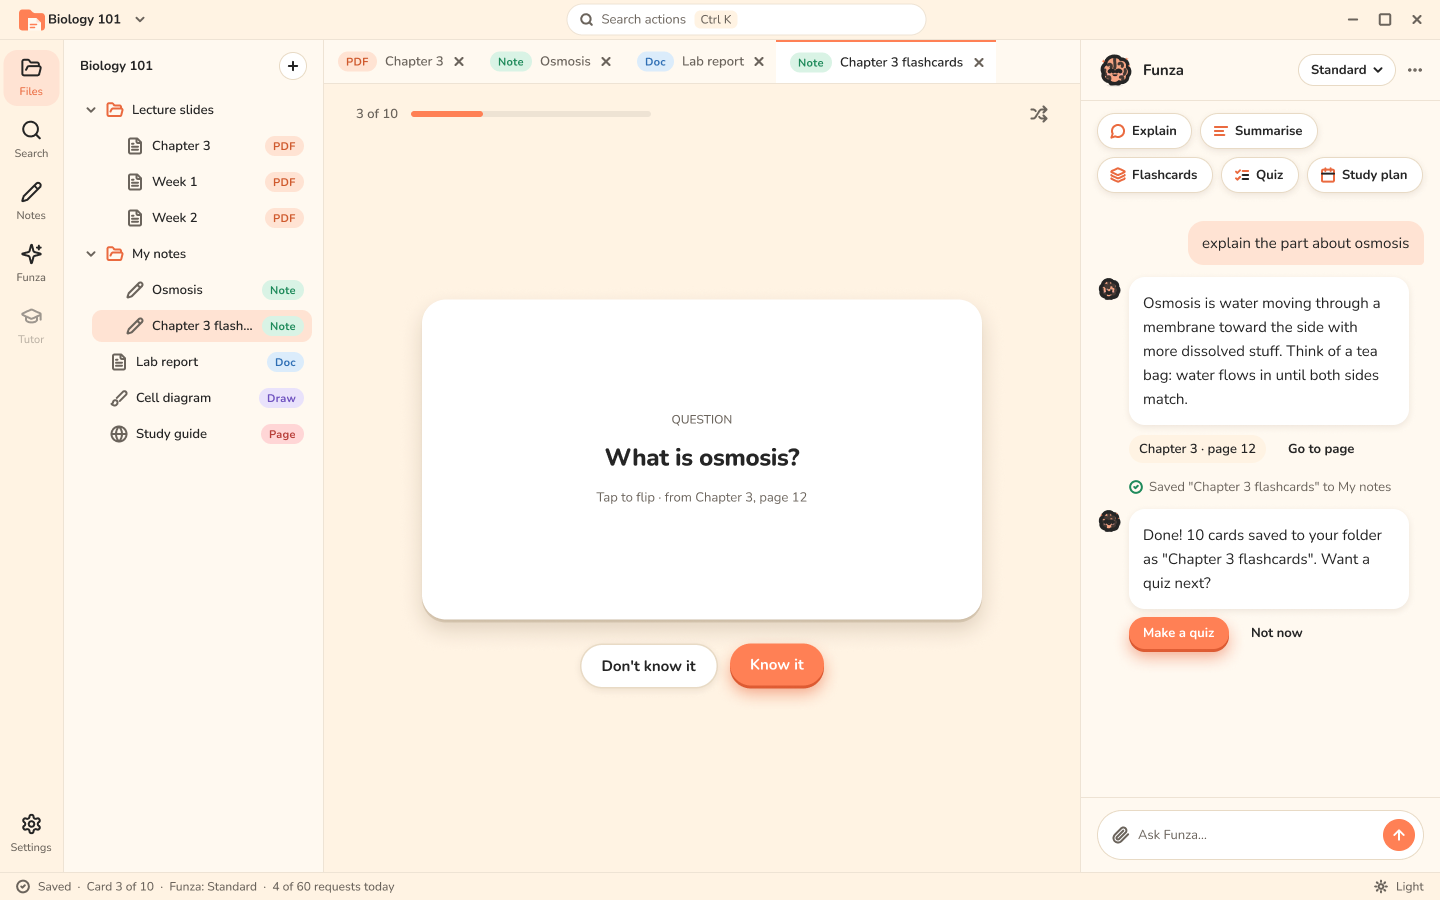 Biology 101
Search actions Ctrl K
Files
Search
Notes
Funza
Tutor
Settings
Biology 101
Lecture slides
Chapter 3 PDF
Week 1 PDF
Week 2 PDF
My notes
Osmosis Note
Chapter 3 flash... Note
Lab report Doc
Cell diagram Draw
Study guide Page
PDF Chapter 3
Note Osmosis
Doc Lab report
Note Chapter 3 flashcards
3 of 10
QUESTION
What is osmosis?
Tap to flip · from Chapter 3, page 12
Don't know it
Know it
Funza
Standard
Explain
Summarise
Flashcards
Quiz
Study plan
explain the part about osmosis
Osmosis is water moving through a
membrane toward the side with
more dissolved stuff. Think of a tea
bag: water flows in until both sides
match.
Chapter 3 · page 12
Go to page
Saved "Chapter 3 flashcards" to My notes
Done! 10 cards saved to your folder
as "Chapter 3 flashcards". Want a
quiz next?
Make a quiz
Not now
Ask Funza...
Saved · Card 3 of 10 · Funza: Standard · 4 of 60 requests today
Light